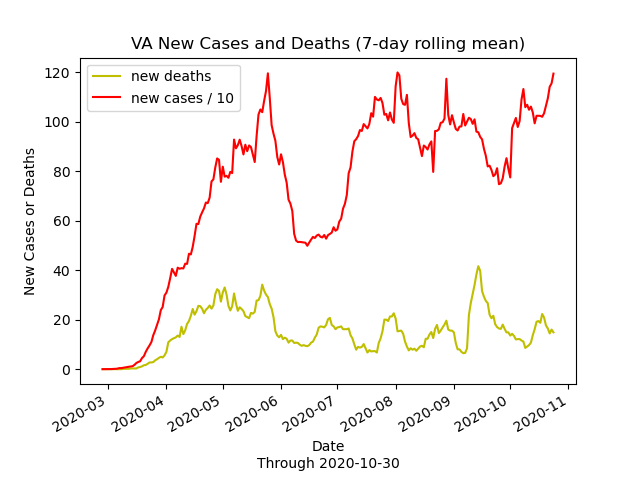 VA New Cases and Deaths (7-day rolling mean)
new deaths
new cases / 10
120
100
80
60
40
20
0
New Cases or Deaths
2020-03
2020-04
2020-05
2020-06
2020-07
2020-08
2020-09
2020-10
2020-11
Date
Through 2020-10-30